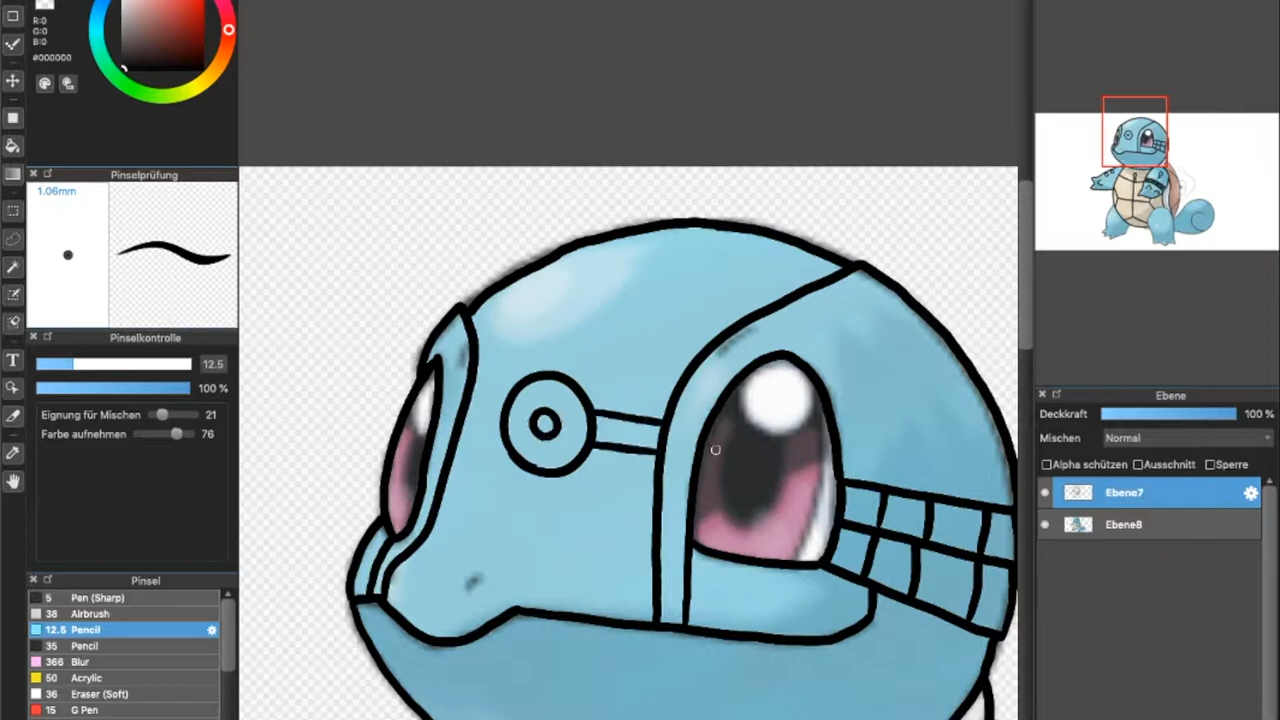 R:0
G:0
B:0
#000000
Pinselprüfung
1.06mm
Pinselkontrolle
12.5
100 %
Eignung für Mischen 21
Farbe aufnehmen 76
Pinsel
5 Pen (Sharp)
38 Airbrush
12.5 Pencil
35 Pencil
366 Blur
50 Acrylic
36 Eraser (Soft)
15 G Pen
T
Ebene
Deckkraft 100 %
Mischen Normal
Alpha schützen Ausschnitt Sperre
Ebene7
Ebene8